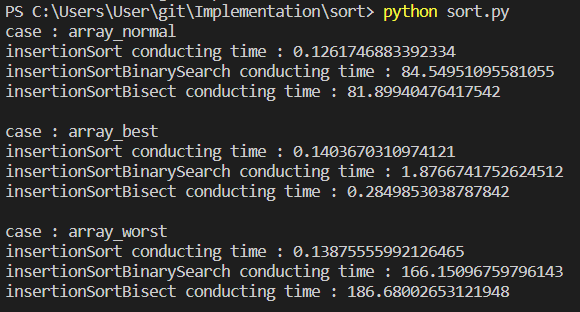 PS C:\Users\User\git\Implementation\sort> python sort.py
case : array_normal
insertionSort conducting time : 0.1261746883392334
insertionSortBinarySearch conducting time : 84.54951095581055
insertionSortBisect conducting time : 81.89940476417542
case : array_best
insertionSort conducting time : 0.1403670310974121
insertionSortBinarySearch conducting time : 1.8766741752624512
insertionSortBisect conducting time : 0.2849853038787842
case : array_worst
insertionSort conducting time : 0.13875555992126465
insertionSortBinarySearch conducting time : 166.15096759796143
insertionSortBisect conducting time : 186.68002653121948